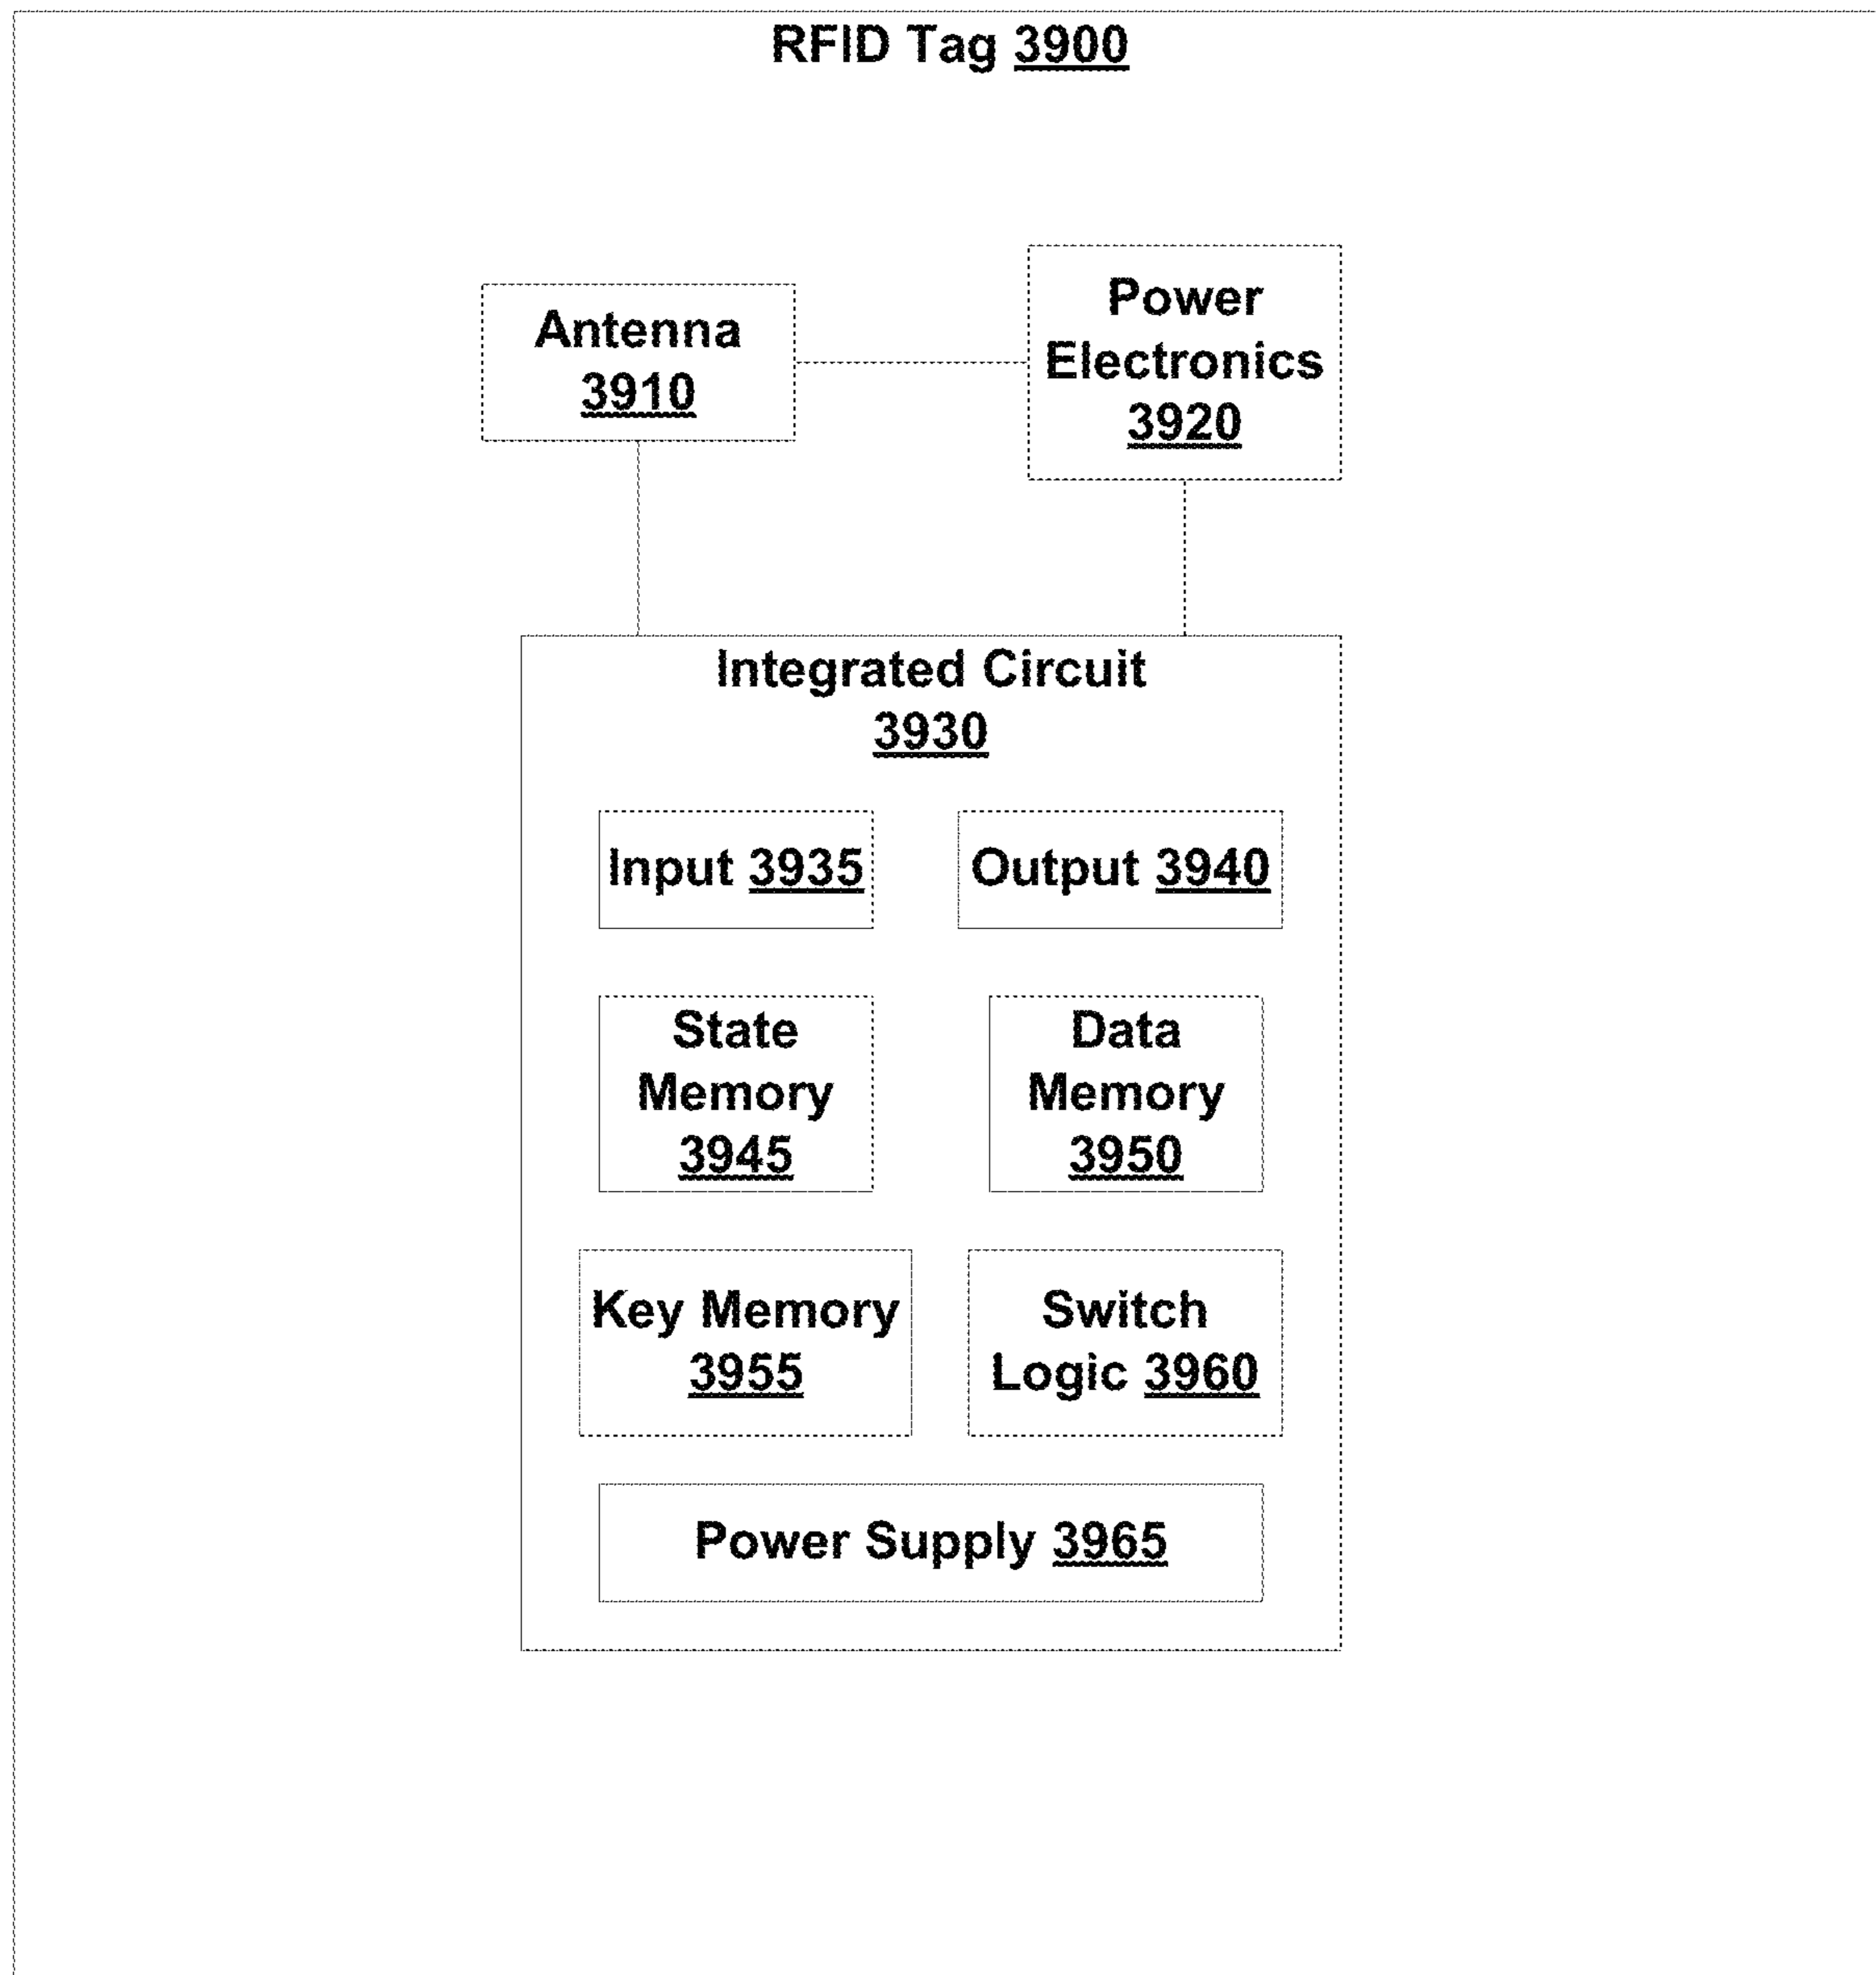 RFID Tag 3900
Antenna
3910
Power
Electronics
3920
Integrated Circuit
3930
Input 3935
Output 3940
State
Memory
3945
Data
Memory
3950
Key Memory
3955
Switch
Logic 3960
Power Supply 3965